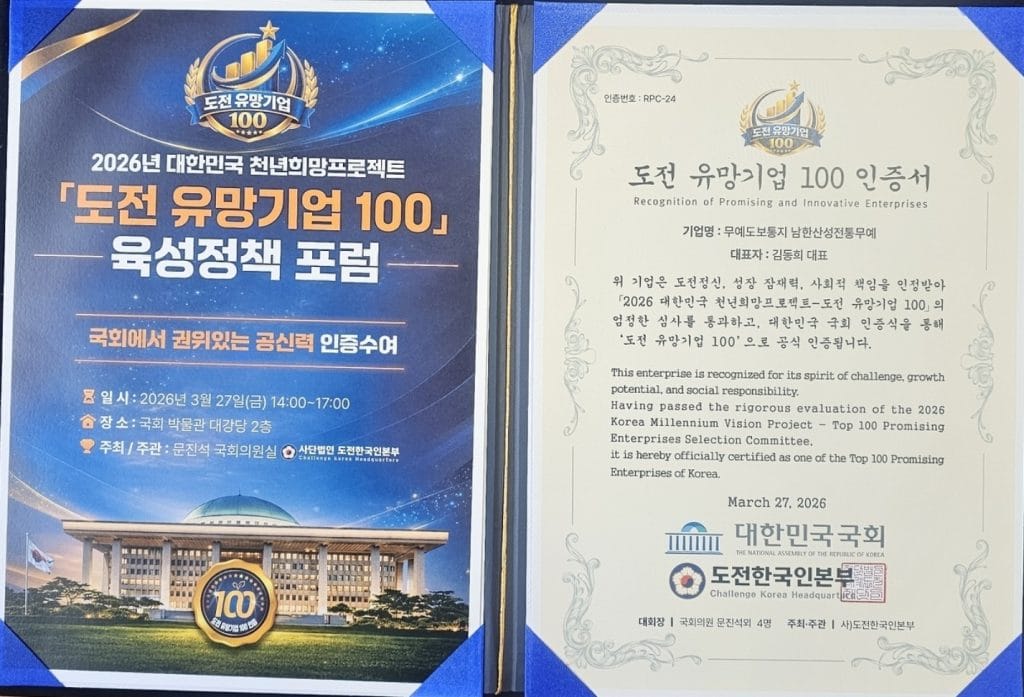 도전 유망기업
100
2026년 대한민국 천년희망프로젝트
「도전 유망기업 100」
육성정책 포럼
국회에서 권위있는 공신력 인증수여
일 시 : 2026년 3월 27일(금) 14:00~17:00
장 소 : 국회 박물관 대강당 2층
주최 / 주관 : 문진석 국회의원실 사단법인 도전한국인본부
Challenge Korea Headquarters
100
도전 유망기업 100 인증
인증번호 : RPC-24
도전 유망기업
100
도전 유망기업 100 인증서
Recognition of Promising and Innovative Enterprises
기업명 : 무예도보통지 남한산성전통무예
대표자 : 김동희 대표
위 기업은 도전정신, 성장 잠재력, 사회적 책임을 인정받아
「2026 대한민국 천년희망프로젝트-도전 유망기업 100」의
엄정한 심사를 통과하고, 대한민국 국회 인증식을 통해
'도전 유망기업 100'으로 공식 인증됩니다.
This enterprise is recognized for its spirit of challenge, growth
potential, and social responsibility.
Having passed the rigorous evaluation of the 2026
Korea Millennium Vision Project - Top 100 Promising
Enterprises Selection Committee,
it is hereby officially certified as one of the Top 100 Promising
Enterprises of Korea.
March 27, 2026
대한민국국회
THE NATIONAL ASSEMBLY OF THE REPUBLIC OF KOREA
도전한국인본부
Challenge Korea Headquarters
대회장 | 국회의원 문진석외 4명 주최·주관 | 사)도전한국인본부